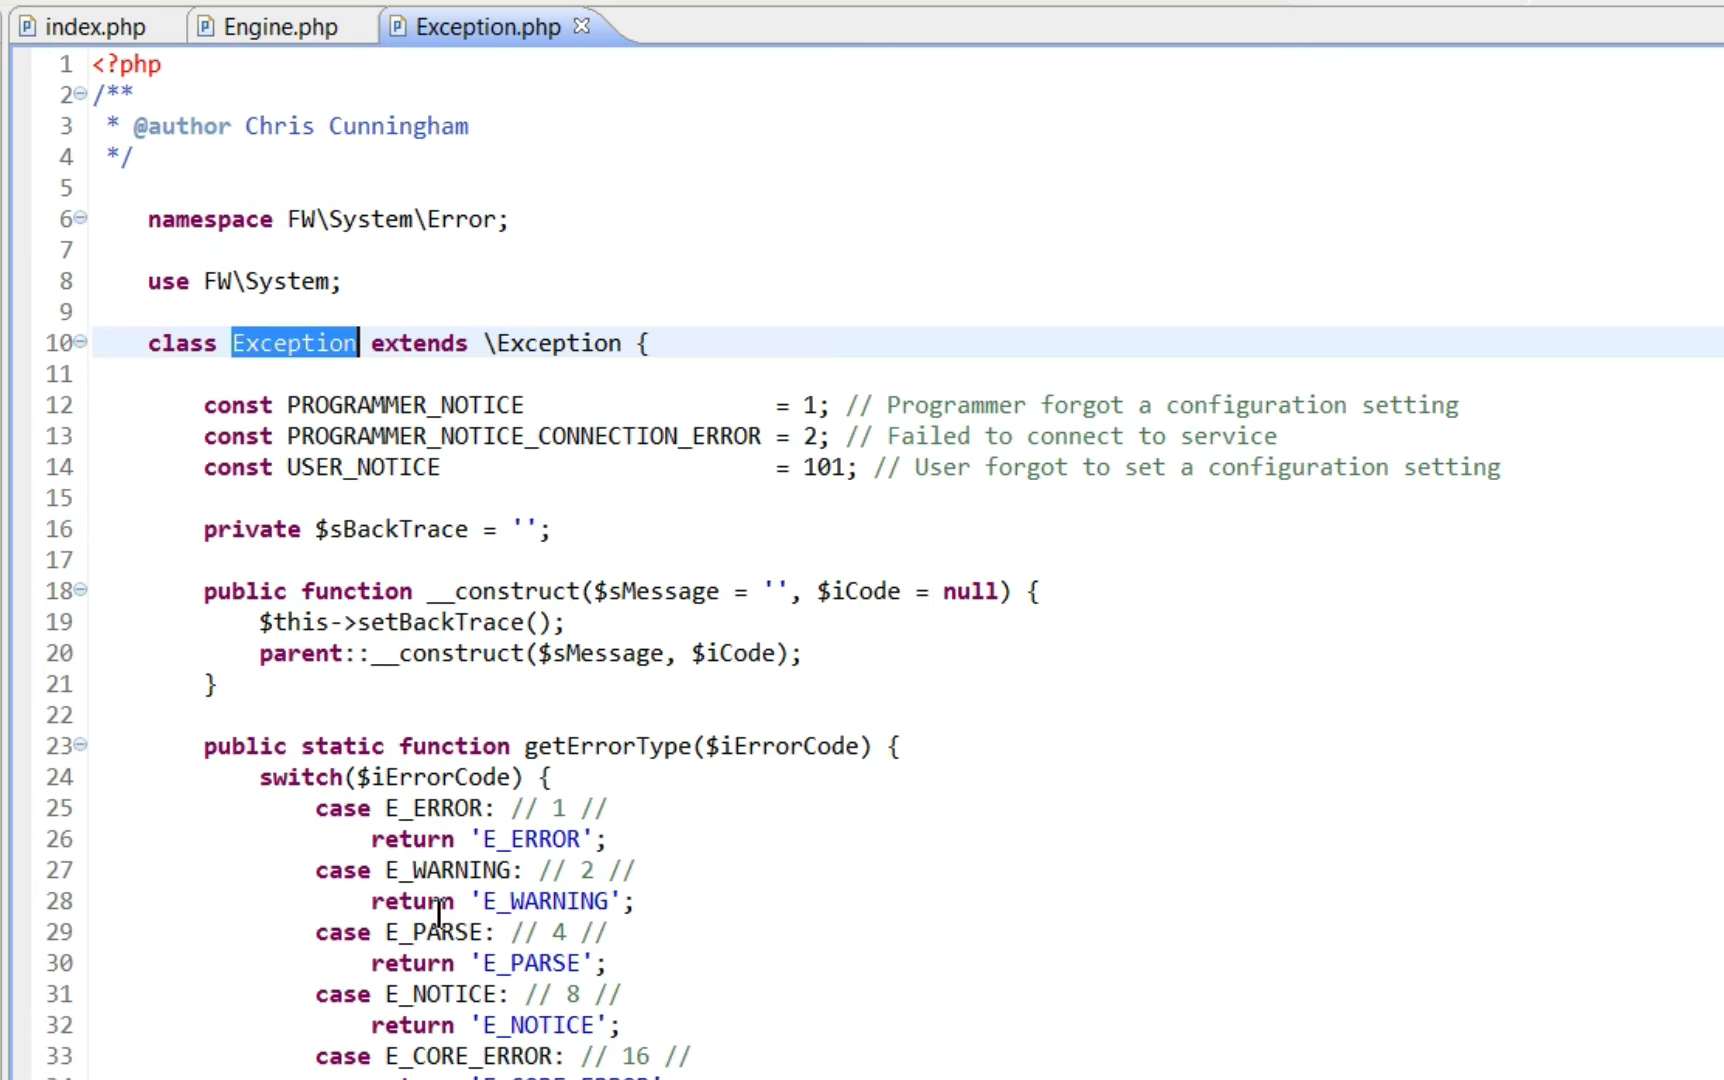 index.php Engine.php Exception.php
1 <?php
2 /**
3  * @author Chris Cunningham
4  */
5
6     namespace FW\System\Error;
7
8     use FW\System;
9
10     class Exception extends \Exception {
11
12         const PROGRAMMER_NOTICE                  = 1; // Programmer forgot a configuration setting
13         const PROGRAMMER_NOTICE_CONNECTION_ERROR = 2; // Failed to connect to service
14         const USER_NOTICE                        = 101; // User forgot to set a configuration setting
15
16         private $sBackTrace = '';
17
18         public function __construct($sMessage = '', $iCode = null) {
19             $this->setBackTrace();
20             parent::__construct($sMessage, $iCode);
21         }
22
23         public static function getErrorType($iErrorCode) {
24             switch($iErrorCode) {
25                 case E_ERROR: // 1 //
26                     return 'E_ERROR';
27                 case E_WARNING: // 2 //
28                     return 'E_WARNING';
29                 case E_PARSE: // 4 //
30                     return 'E_PARSE';
31                 case E_NOTICE: // 8 //
32                     return 'E_NOTICE';
33                 case E_CORE_ERROR: // 16 //